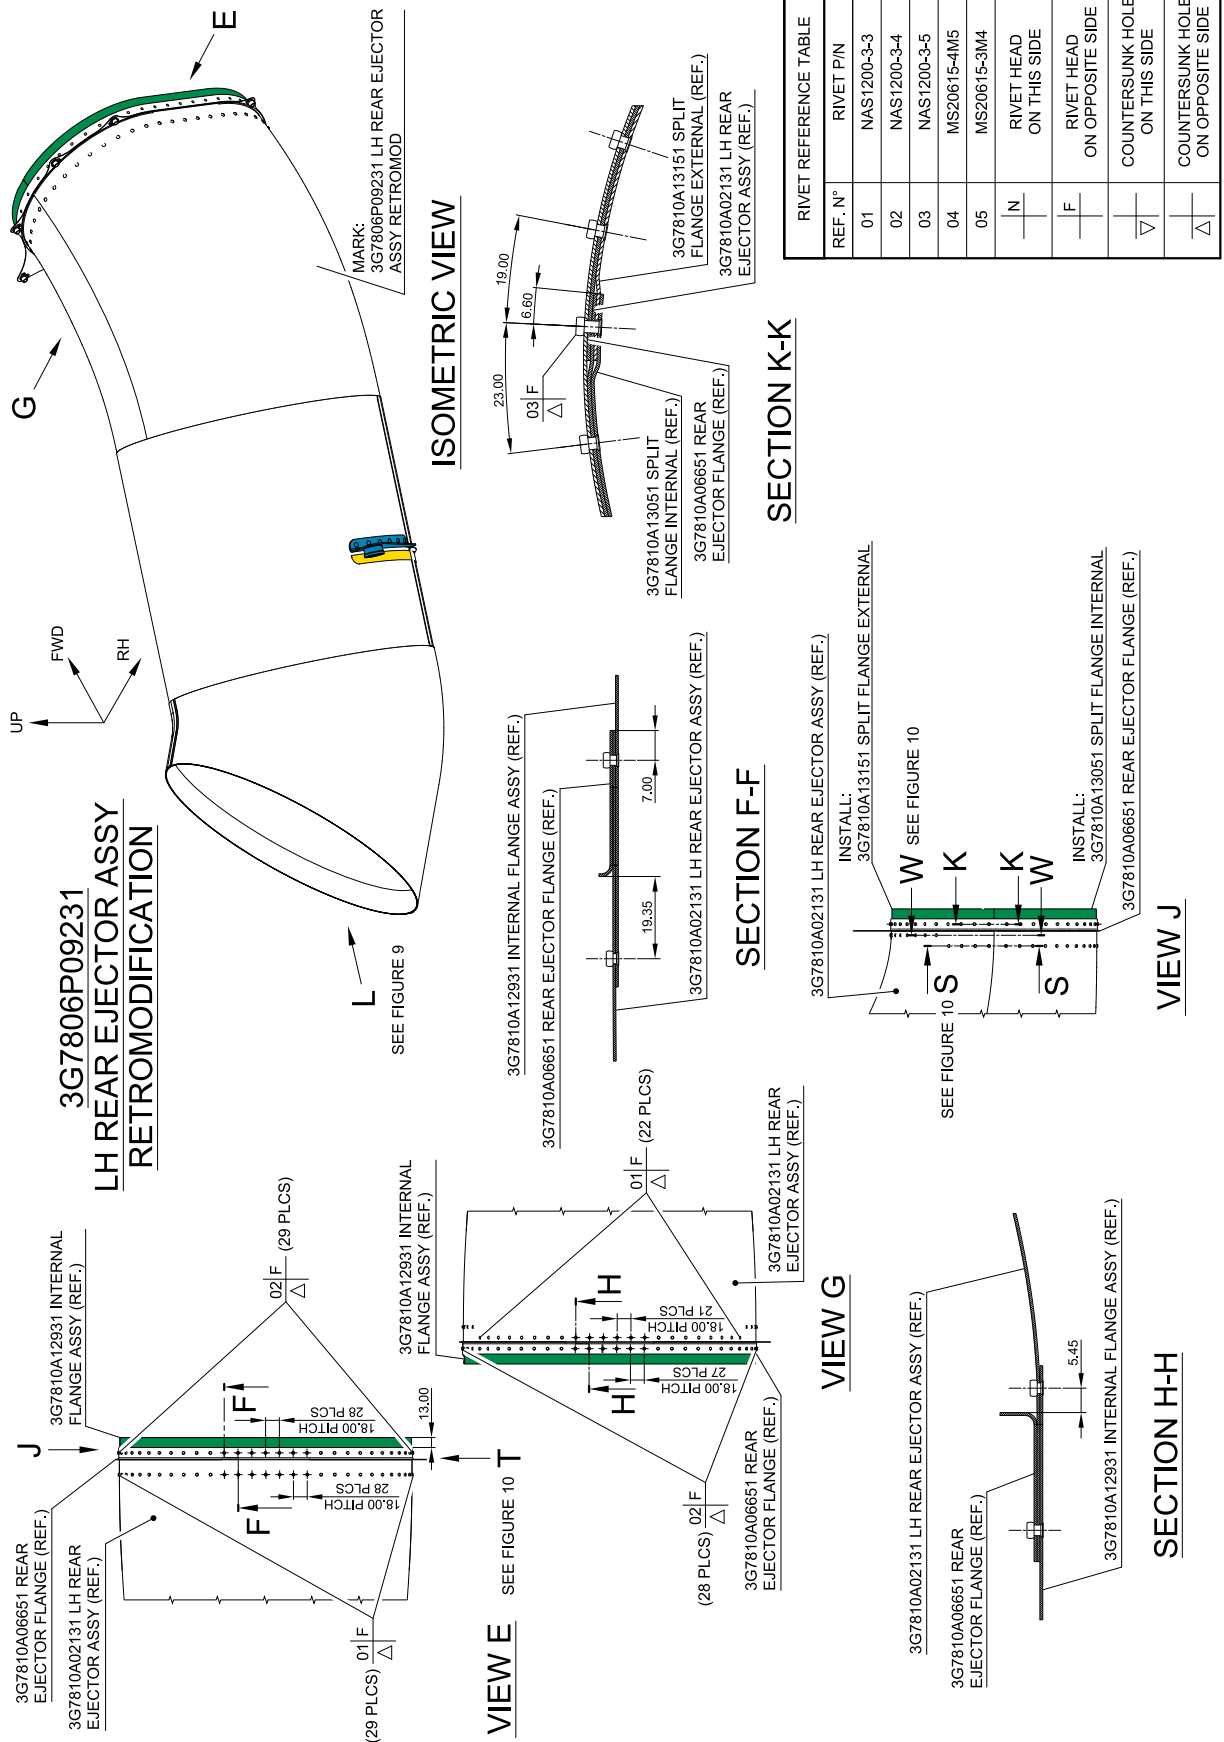 3G7806P09231
LH REAR EJECTOR ASSY
RETROMODIFICATION
UP
FWD
RH
G
E
L
SEE FIGURE 9
MARK:
3G7806P09231 LH REAR EJECTOR
ASSY RETROMOD
ISOMETRIC VIEW
3G7810A06651 REAR
EJECTOR FLANGE (REF.)
3G7810A02131 LH REAR
EJECTOR ASSY (REF.)
J
3G7810A12931 INTERNAL
FLANGE ASSY (REF.)
02 F (29 PLCS)
△
F
F
18.00 PITCH
28 PLCS
18.00 PITCH
28 PLCS
13.00
(29 PLCS) 01 F
△
T
SEE FIGURE 10
VIEW E
3G7810A12931 INTERNAL
FLANGE ASSY (REF.)
01 F (22 PLCS)
△
H
H
18.00 PITCH
21 PLCS
18.00 PITCH
27 PLCS
(28 PLCS) 02 F
△
3G7810A06651 REAR
EJECTOR FLANGE (REF.)
3G7810A02131 LH REAR
EJECTOR ASSY (REF.)
VIEW G
3G7810A12931 INTERNAL FLANGE ASSY (REF.)
3G7810A06651 REAR EJECTOR FLANGE (REF.)
19.35
7.00
3G7810A02131 LH REAR EJECTOR ASSY (REF.)
SECTION F-F
23.00
19.00
6.60
03 F
△
3G7810A13051 SPLIT
FLANGE INTERNAL (REF.)
3G7810A06651 REAR
EJECTOR FLANGE (REF.)
3G7810A13151 SPLIT
FLANGE EXTERNAL (REF.)
3G7810A02131 LH REAR
EJECTOR ASSY (REF.)
SECTION K-K
3G7810A02131 LH REAR EJECTOR ASSY (REF.)
3G7810A06651 REAR
EJECTOR FLANGE (REF.)
5.45
3G7810A12931 INTERNAL FLANGE ASSY (REF.)
SECTION H-H
3G7810A02131 LH REAR EJECTOR ASSY (REF.)
INSTALL:
3G7810A13151 SPLIT FLANGE EXTERNAL
W SEE FIGURE 10
K
K
W
SEE FIGURE 10 S
S
INSTALL:
3G7810A13051 SPLIT FLANGE INTERNAL
3G7810A06651 REAR EJECTOR FLANGE (REF.)
VIEW J
RIVET REFERENCE TABLE
REF. N° RIVET P/N
01 NAS1200-3-3
02 NAS1200-3-4
03 NAS1200-3-5
04 MS20615-4M5
05 MS20615-3M4
N RIVET HEAD
ON THIS SIDE
F RIVET HEAD
ON OPPOSITE SIDE
▽ COUNTERSUNK HOLE
ON THIS SIDE
△ COUNTERSUNK HOLE
ON OPPOSITE SIDE